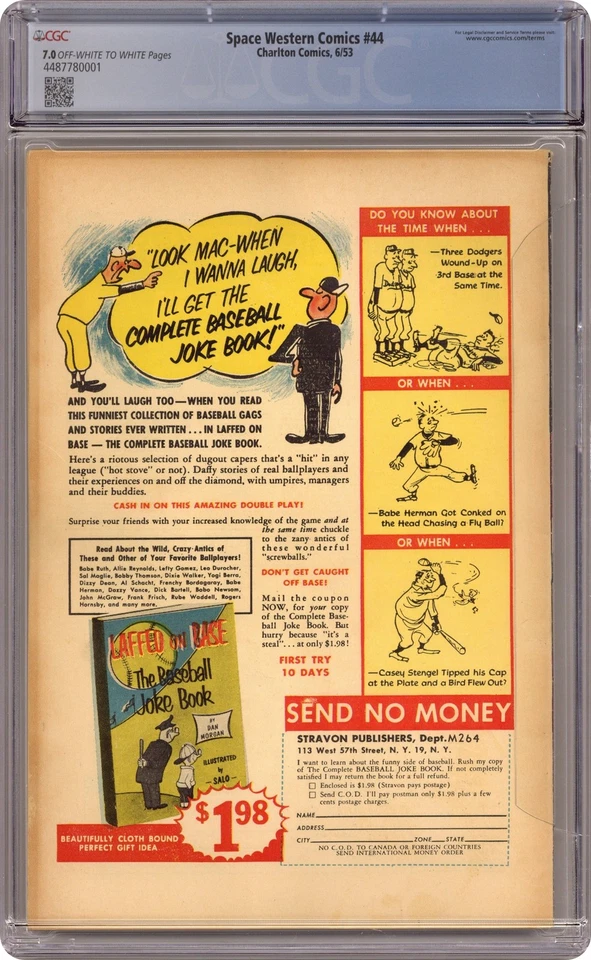 CGC
7.0 OFF-WHITE TO WHITE Pages
4487780001
Space Western Comics #44
Charlton Comics, 6/53
For Legal Disclaimer and Service Terms please visit:
www.cgccomics.com/terms
"LOOK MAC-WHEN
I WANNA LAUGH,
I'LL GET THE
COMPLETE BASEBALL
JOKE BOOK!"
AND YOU'LL LAUGH TOO—WHEN YOU READ
THIS FUNNIEST COLLECTION OF BASEBALL GAGS
AND STORIES EVER WRITTEN . . . IN LAFFED ON
BASE — THE COMPLETE BASEBALL JOKE BOOK.
Here's a riotous selection of dugout capers that's a "hit" in any
league ("hot stove" or not). Daffy stories of real ballplayers and
their experiences on and off the diamond, with umpires, managers
and their buddies.
CASH IN ON THIS AMAZING DOUBLE PLAY!
Surprise your friends with your increased knowledge of the game and at
the same time chuckle
to the zany antics of
these wonderful
"screwballs."
Read About the Wild, Crazy Antics of
These and Other of Your Favorite Ballplayers!
Babe Ruth, Allie Reynolds, Lefty Gomez, Leo Durocher,
Sal Maglie, Bobby Thomson, Dixie Walker, Yogi Berra,
Dizzy Dean, Al Schacht, Frenchy Bordagaray, Babe
Herman, Dazzy Vance, Dick Bartell, Bobo Newsom,
John McGraw, Frank Frisch, Rube Waddell, Rogers
Hornsby, and many more.
DON'T GET CAUGHT
OFF BASE!
Mail the coupon
NOW, for your copy
of the Complete Base-
ball Joke Book. But
hurry because "it's a
steal" . . . at only $1.98!
FIRST TRY
10 DAYS
LAFFED on BASE
The Baseball
Joke Book
BY
DAN
MORGAN
ILLUSTRATED
by
SALO
$1.98
BEAUTIFULLY CLOTH BOUND
PERFECT GIFT IDEA
DO YOU KNOW ABOUT
THE TIME WHEN . . .
—Three Dodgers
Wound-Up on
3rd Base at the
Same Time.
OR WHEN . . .
—Babe Herman Got Conked on
the Head Chasing a Fly Ball?
OR WHEN . . .
—Casey Stengel Tipped his Cap
at the Plate and a Bird Flew Out?
SEND NO MONEY
STRAVON PUBLISHERS, Dept. M264
113 West 57th Street, N. Y. 19, N. Y.
I want to learn about the funny side of baseball. Rush my copy
of The Complete BASEBALL JOKE BOOK. If not completely
satisfied I may return the book for a full refund.
Enclosed is $1.98 (Stravon pays postage)
Send C.O.D. I'll pay postman only $1.98 plus a few
cents postage charges.
NAME
ADDRESS
CITY ZONE STATE
NO C.O.D. TO CANADA OR FOREIGN COUNTRIES
SEND INTERNATIONAL MONEY ORDER